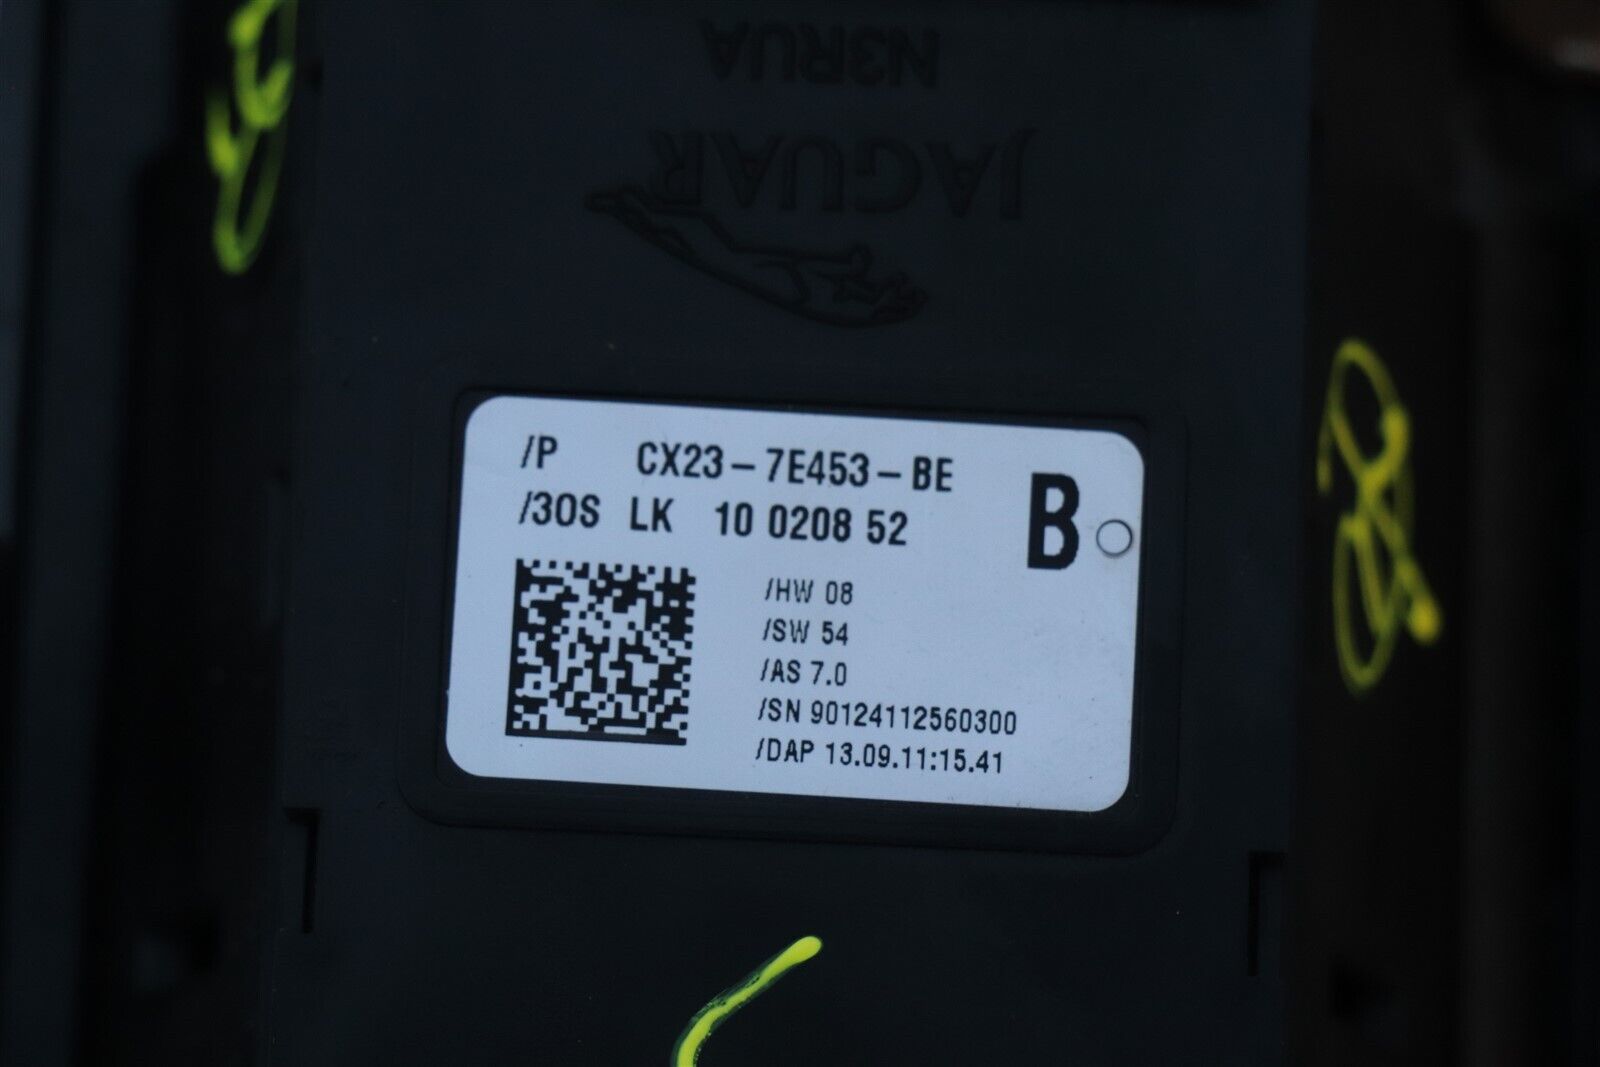 N3RUA
JAGUAR
/P CX23-7E453-BE
/30S LK 10 0208 52
B
/HW 08
/SW 54
/AS 7.0
/SN 90124112560300
/DAP 13.09.11:15.41